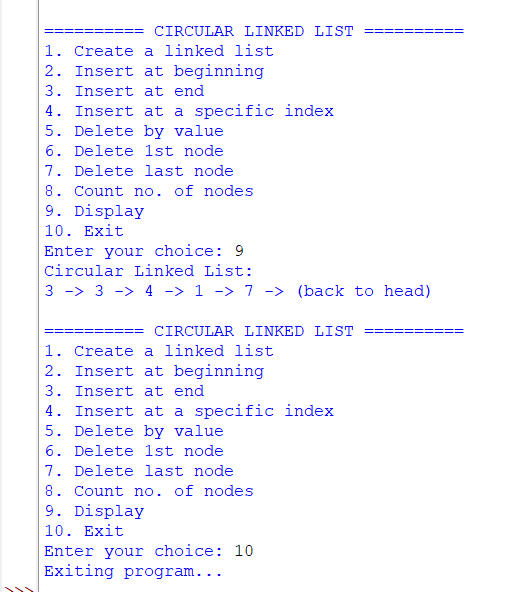 ========== CIRCULAR LINKED LIST ==========
1. Create a linked list
2. Insert at beginning
3. Insert at end
4. Insert at a specific index
5. Delete by value
6. Delete 1st node
7. Delete last node
8. Count no. of nodes
9. Display
10. Exit
Enter your choice: 9
Circular Linked List:
3 -> 3 -> 4 -> 1 -> 7 -> (back to head)

========== CIRCULAR LINKED LIST ==========
1. Create a linked list
2. Insert at beginning
3. Insert at end
4. Insert at a specific index
5. Delete by value
6. Delete 1st node
7. Delete last node
8. Count no. of nodes
9. Display
10. Exit
Enter your choice: 10
Exiting program...
>>>